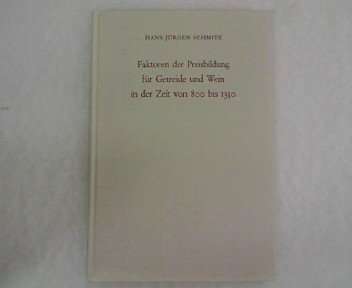 HANS-JÜRGEN SCHMITZ
Faktoren der Preisbildung
für Getreide und Wein
in der Zeit von 800 bis 1350